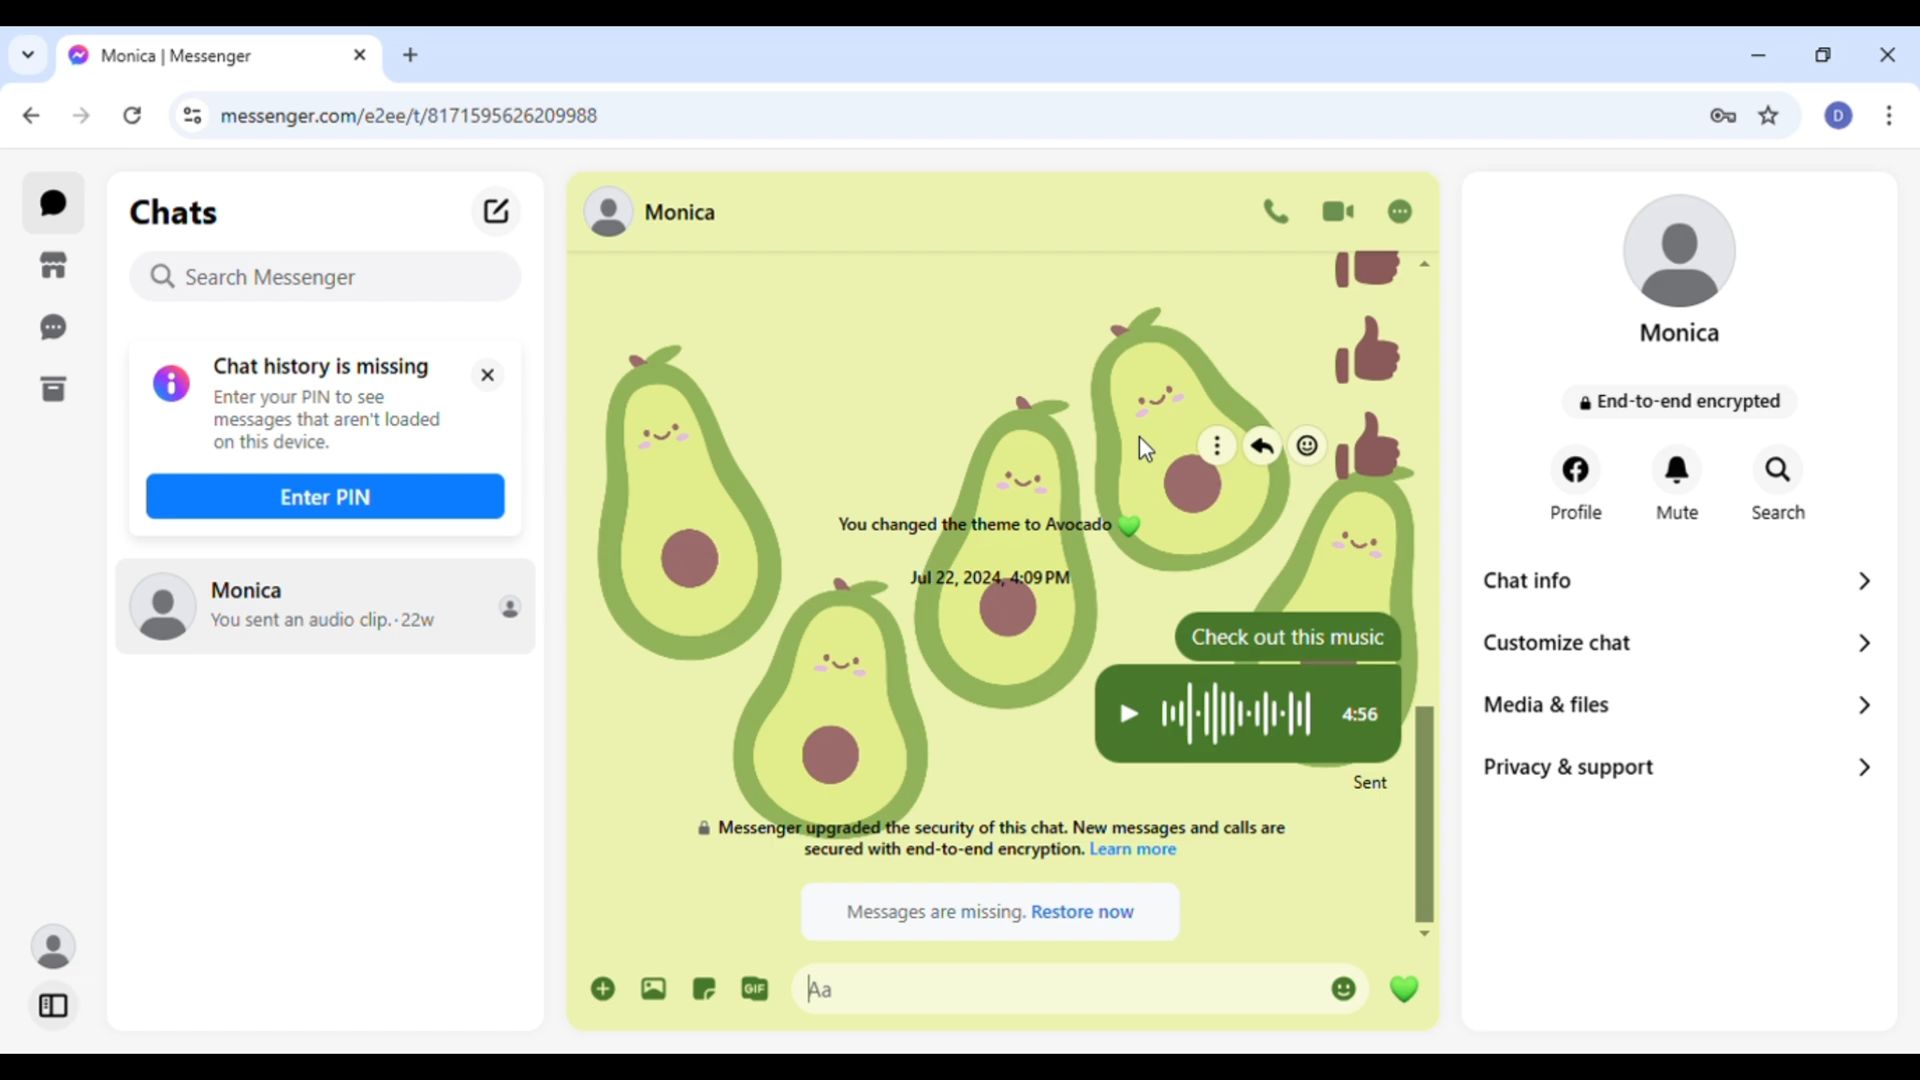 Monica | Messenger
messenger.com/e2ee/t/8171595626209988
D
Chats
Search Messenger
Chat history is missing
Enter your PIN to see
messages that aren't loaded
on this device.
Enter PIN
Monica
You sent an audio clip. · 22w
Monica
You changed the theme to Avocado
Jul 22, 2024, 4:09 PM
Check out this music
4:56
Sent
Messenger upgraded the security of this chat. New messages and calls are
secured with end-to-end encryption. Learn more
Messages are missing. Restore now
GIF
Aa
Monica
End-to-end encrypted
Profile
Mute
Search
Chat info
Customize chat
Media & files
Privacy & support